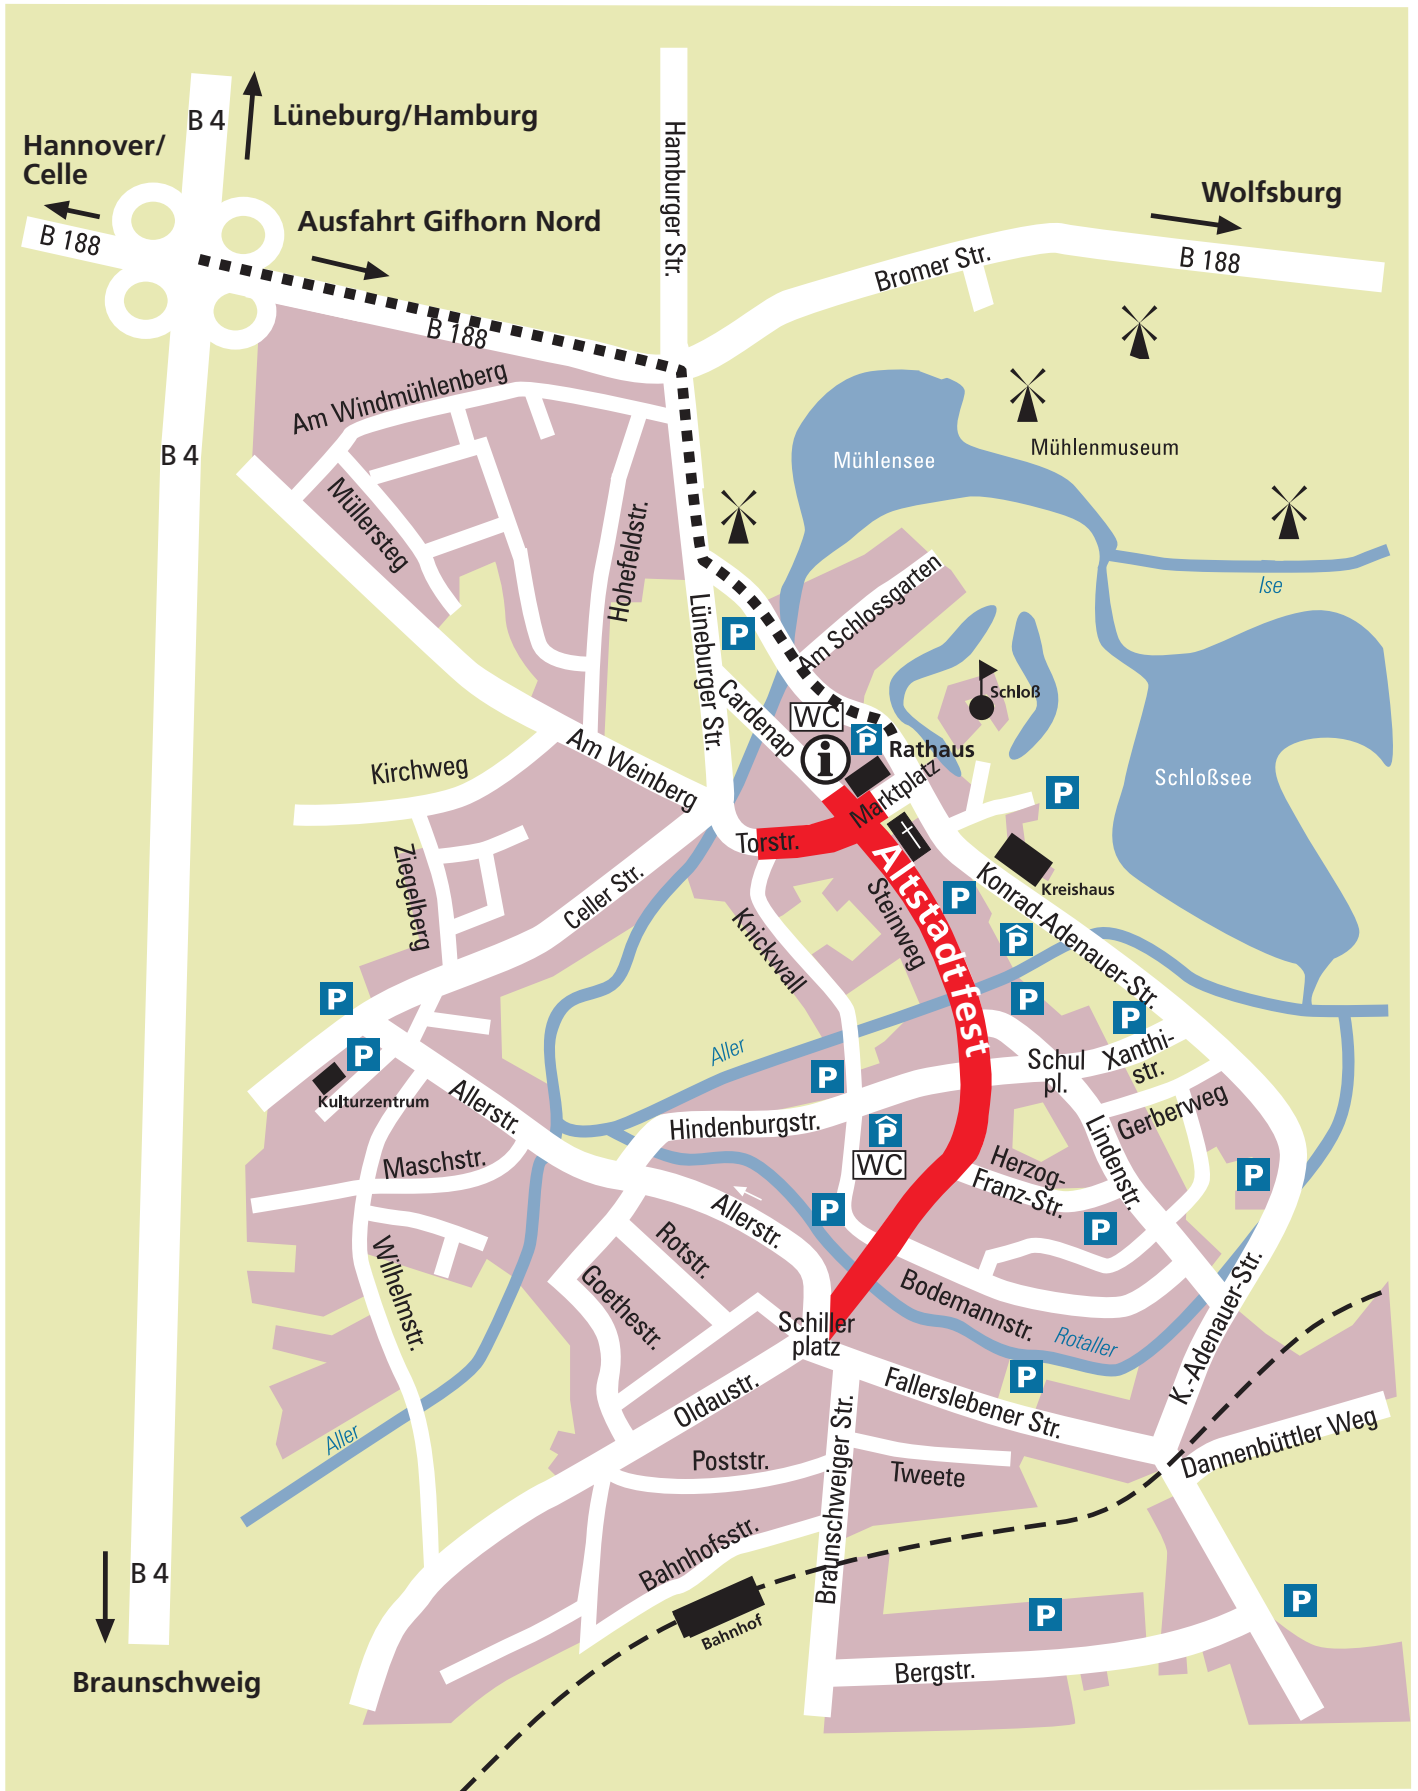 B 4
Lüneburg/Hamburg
Hannover/
Celle
B 188
Ausfahrt Gifhorn Nord
Hamburger Str.
Wolfsburg
Bromer Str.
B 188
B 188
Am Windmühlenberg
B 4
Mühlensee
Mühlenmuseum
Müllersteg
Hohefeldstr.
Ise
Lüneburger Str.
P
Am Schlossgarten
Schloß
Cardenap
WC
P
i
Rathaus
Marktplatz
Schloßsee
Kirchweg
Am Weinberg
P
Torstr.
Ziegelberg
Celler Str.
Altstadtfest
Steinweg
Kreishaus
P
Konrad-Adenauer-Str.
Knickwall
P
P
P
P
P
Aller
Schul
pl.
Xanthi-
str.
P
Kulturzentrum
Allerstr.
P
Hindenburgstr.
P
WC
Gerberweg
Lindenstr.
Maschstr.
Herzog-
Franz-Str.
P
P
P
Allerstr.
Rotstr.
Wilhelmstr.
Goethestr.
Bodemannstr.
Schiller
platz
Rotaller
K.-Adenauer-Str.
P
Fallerslebener Str.
Oldaustr.
Aller
Braunschweiger Str.
Dannenbüttler Weg
Poststr.
Tweete
Bahnhofsstr.
B 4
Bahnhof
P
P
Bergstr.
Braunschweig